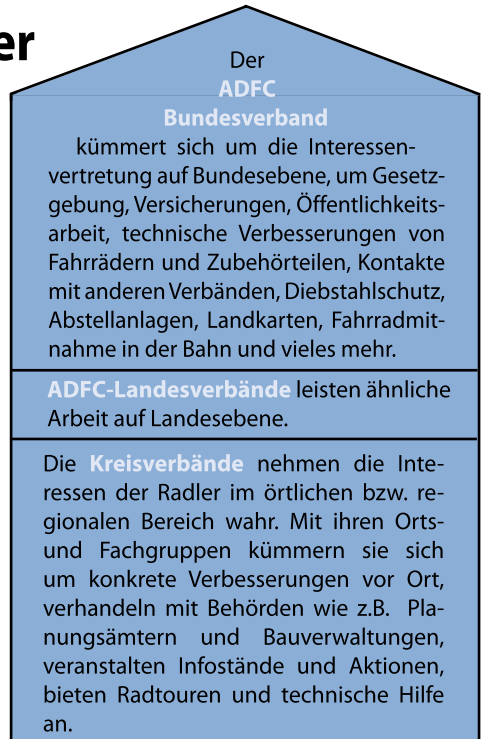 er
Der
ADFC
Bundesverband
kümmert sich um die Interessen-
vertretung auf Bundesebene, um Gesetz-
gebung, Versicherungen, Öffentlichkeits-
arbeit, technische Verbesserungen von
Fahrrädern und Zubehörteilen, Kontakte
mit anderen Verbänden, Diebstahlschutz,
Abstellanlagen, Landkarten, Fahrradmit-
nahme in der Bahn und vieles mehr.
ADFC-Landesverbände leisten ähnliche
Arbeit auf Landesebene.
Die Kreisverbände nehmen die Inte-
ressen der Radler im örtlichen bzw. re-
gionalen Bereich wahr. Mit ihren Orts-
und Fachgruppen kümmern sie sich
um konkrete Verbesserungen vor Ort,
verhandeln mit Behörden wie z.B. Pla-
nungsämtern und Bauverwaltungen,
veranstalten Infostände und Aktionen,
bieten Radtouren und technische Hilfe
an.